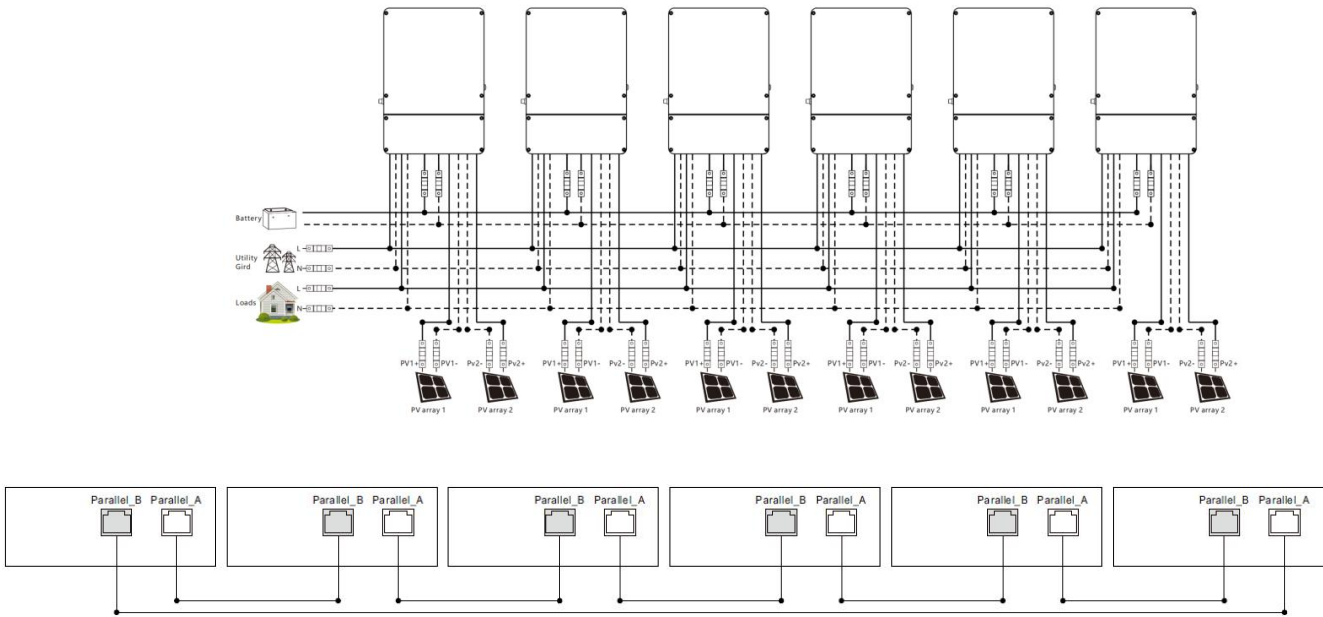 Battery
L
Utility
Gird
N
L
Loads
N
PV1+ PV1- Pv2- Pv2+ PV1+ PV1- Pv2- Pv2+ PV1+ PV1- Pv2- Pv2+ PV1+ PV1- Pv2- Pv2+ PV1+ PV1- Pv2- Pv2+ PV1+ PV1- Pv2- Pv2+
PV array 1 PV array 2 PV array 1 PV array 2 PV array 1 PV array 2 PV array 1 PV array 2 PV array 1 PV array 2 PV array 1 PV array 2
Parallel_B Parallel_A Parallel_B Parallel_A Parallel_B Parallel_A Parallel_B Parallel_A Parallel_B Parallel_A Parallel_B Parallel_A